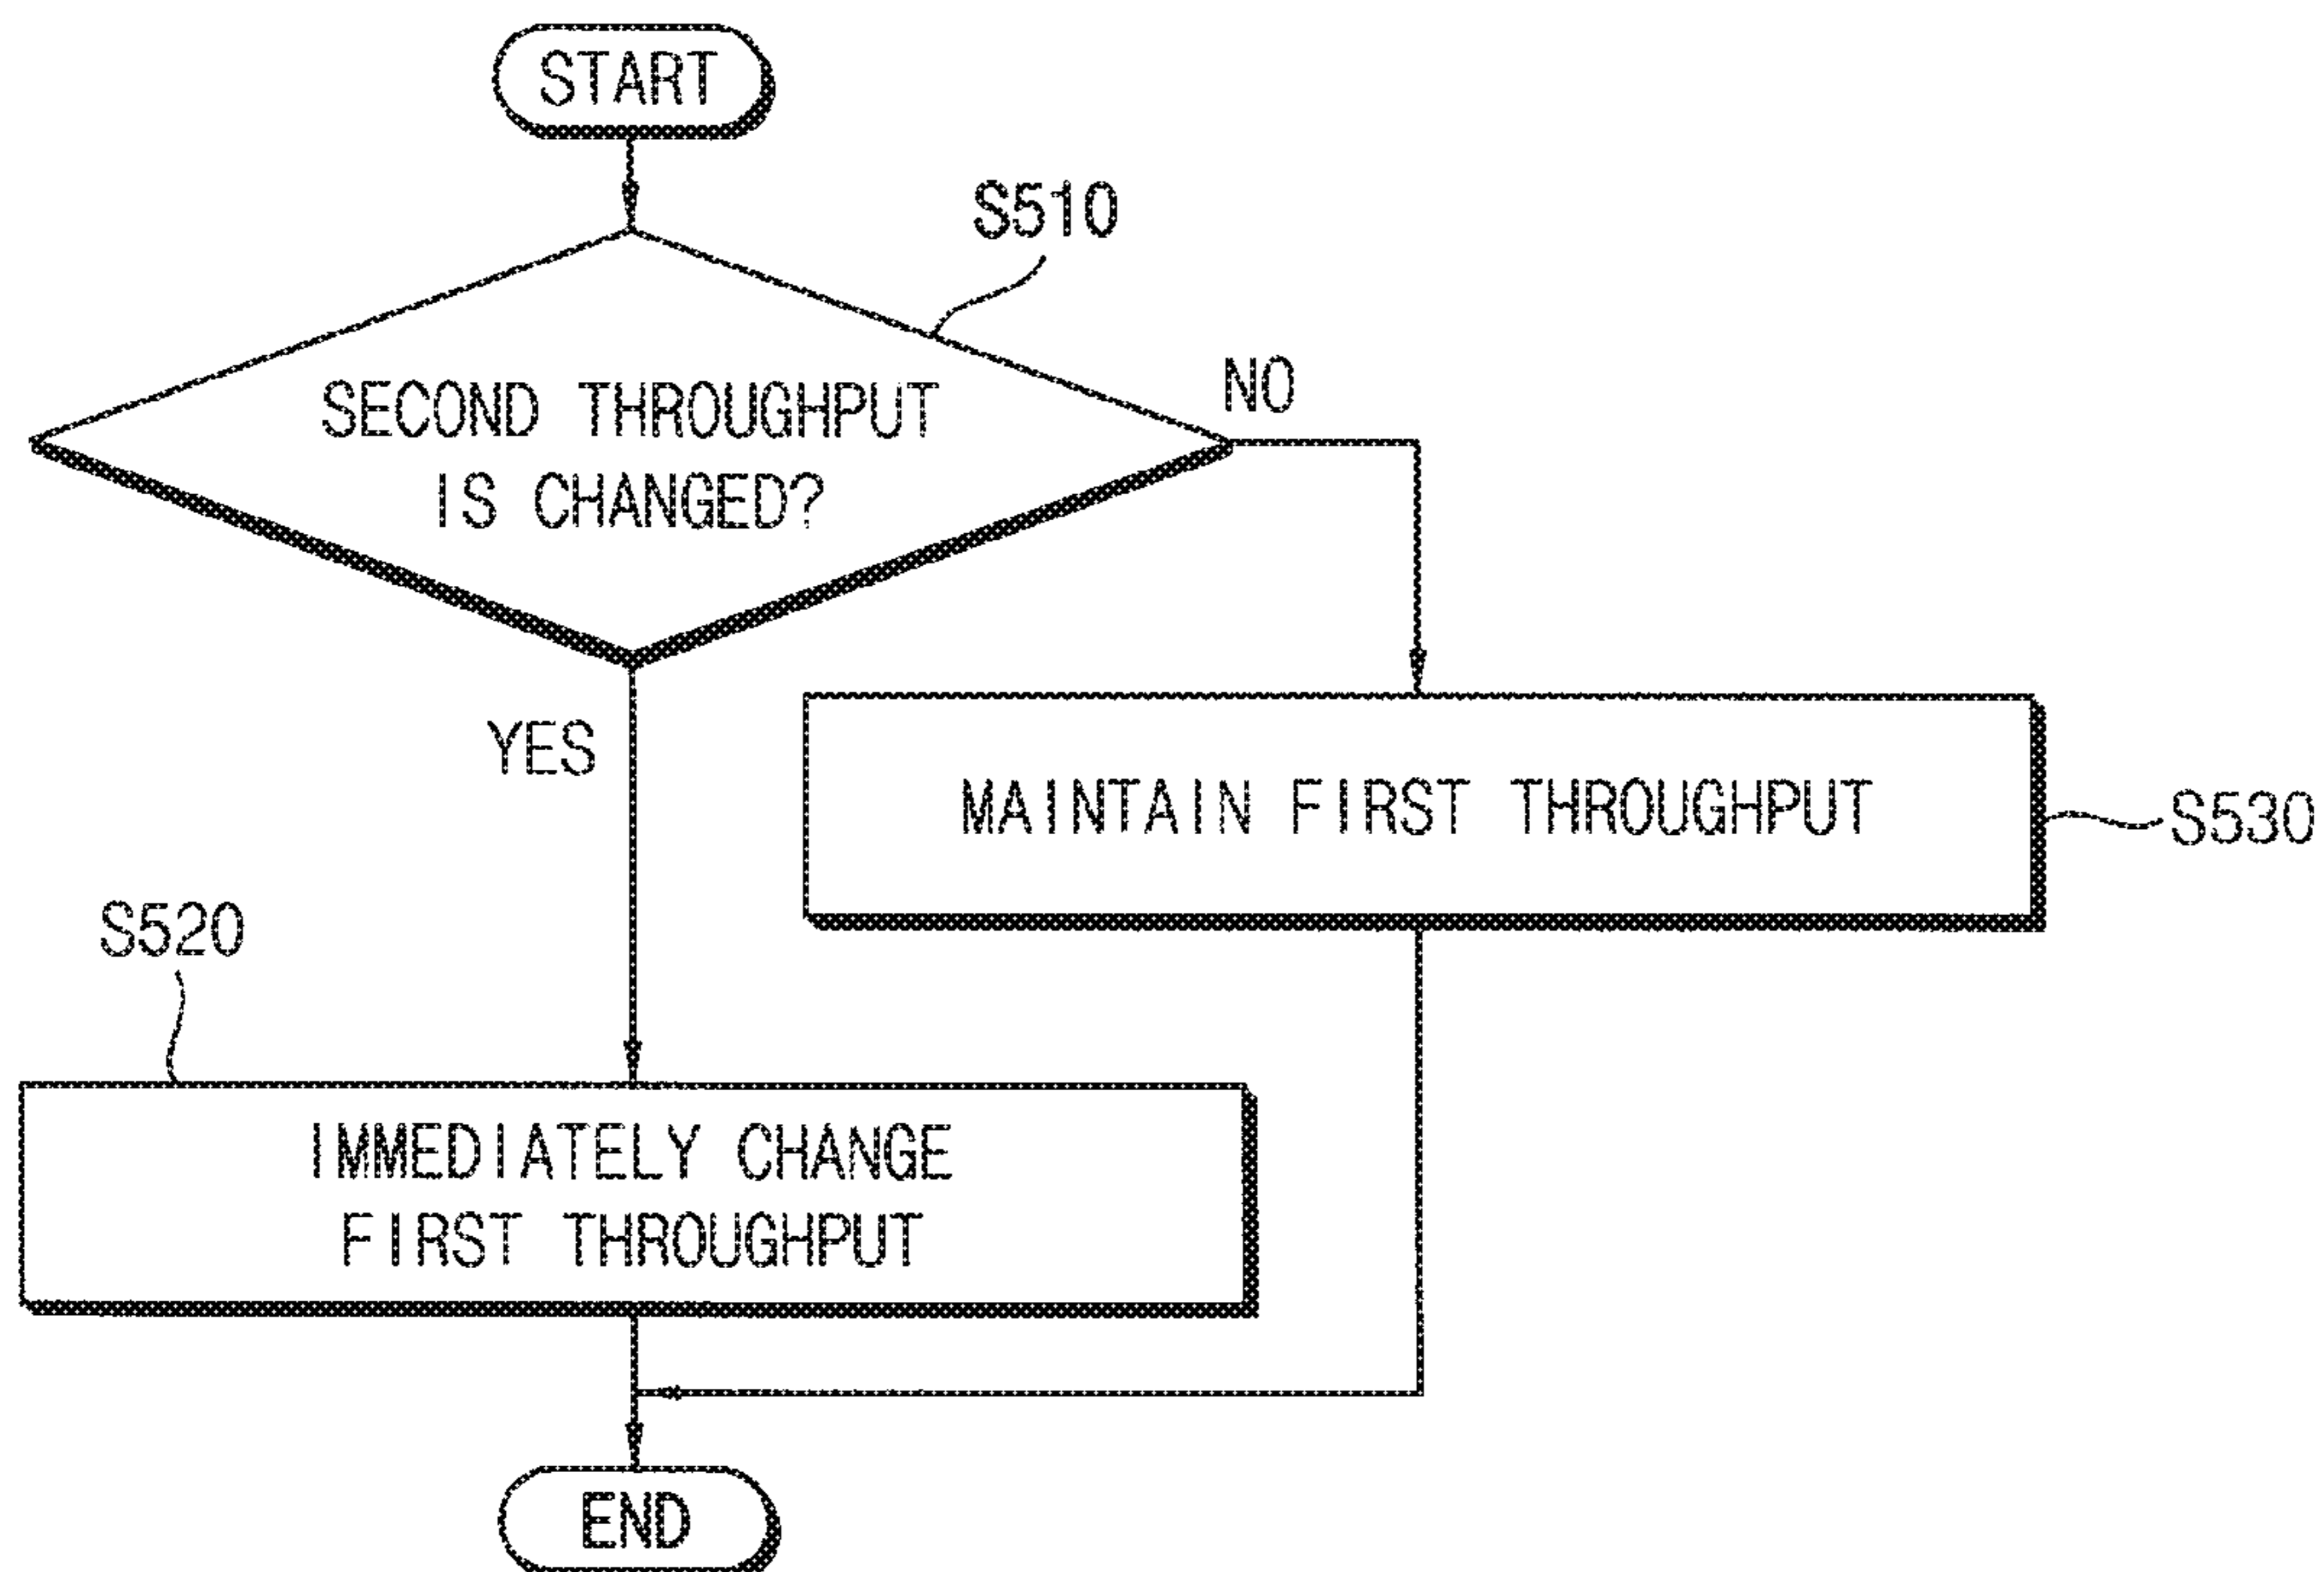 START
S510
SECOND THROUGHPUT
IS CHANGED?
NO
YES
MAINTAIN FIRST THROUGHPUT
S530
S520
IMMEDIATELY CHANGE
FIRST THROUGHPUT
END